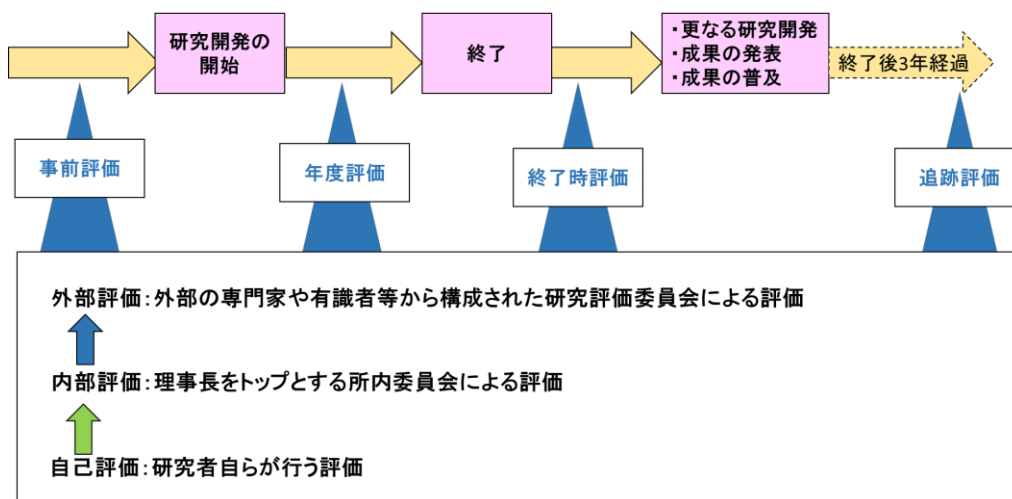 研究開発の
開始
終了
・更なる研究開発
・成果の発表
・成果の普及
終了後3年経過
事前評価
年度評価
終了時評価
追跡評価
外部評価：外部の専門家や有識者等から構成された研究評価委員会による評価
内部評価：理事長をトップとする所内委員会による評価
自己評価：研究者自らが行う評価